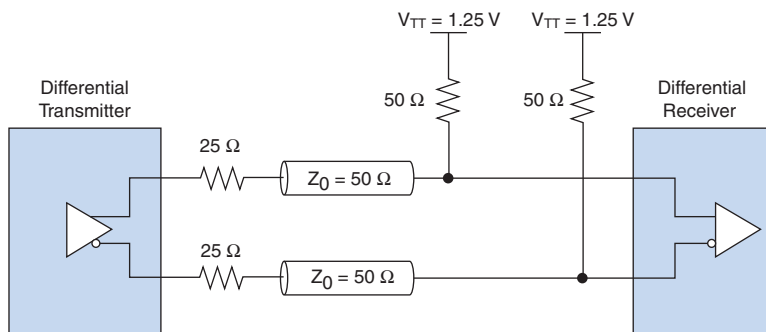 V_TT = 1.25 V
V_TT = 1.25 V
Differential
Transmitter
Differential
Receiver
50 Ω
50 Ω
25 Ω
Z_0 = 50 Ω
25 Ω
Z_0 = 50 Ω